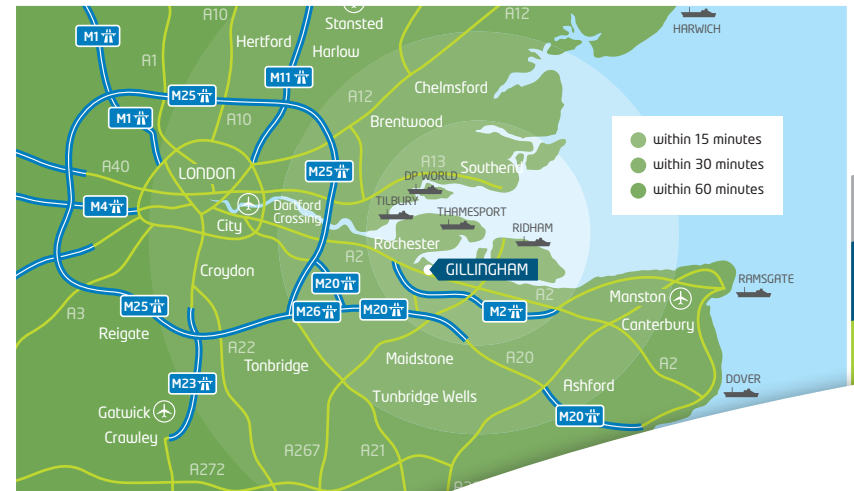 A10
Stansted
A12
HARWICH
M1
Hertford
A1
Harlow
M11
Chelmsford
M25
A12
M1
A10
Brentwood
within 15 minutes
A13
A40
M25
Southend
within 30 minutes
LONDON
DP WORLD
within 60 minutes
M4
Dartford
Crossing
TILBURY
City
THAMESPORT
RIDHAM
Rochester
A2
Croydon
GILLINGHAM
M20
RAMSGATE
A2
Manston
M25
M26
M20
M2
A3
Canterbury
Reigate
A22
Maidstone
A20
A2
Tonbridge
M23
DOVER
Ashford
Tunbridge Wells
Gatwick
M20
Crawley
A267
A21
A272